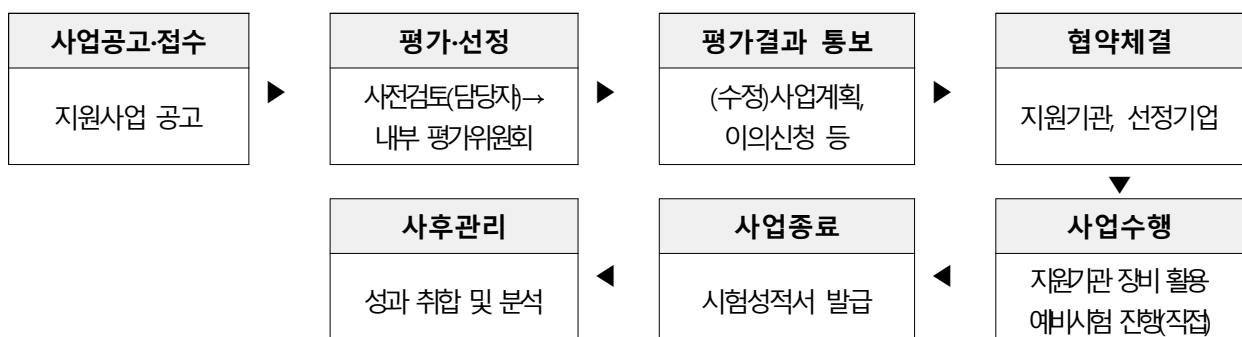 사업공고·접수
지원사업 공고
▶
평가·선정
사전검토(담당자)→
내부 평가위원회
▶
평가결과 통보
(수정)사업계획,
이의신청 등
▶
협약체결
지원기관, 선정기업
▼
사업수행
지원기관 장비 활용
예비시험 진행(직접)
◀
사업종료
시험성적서 발급
◀
사후관리
성과 취합 및 분석